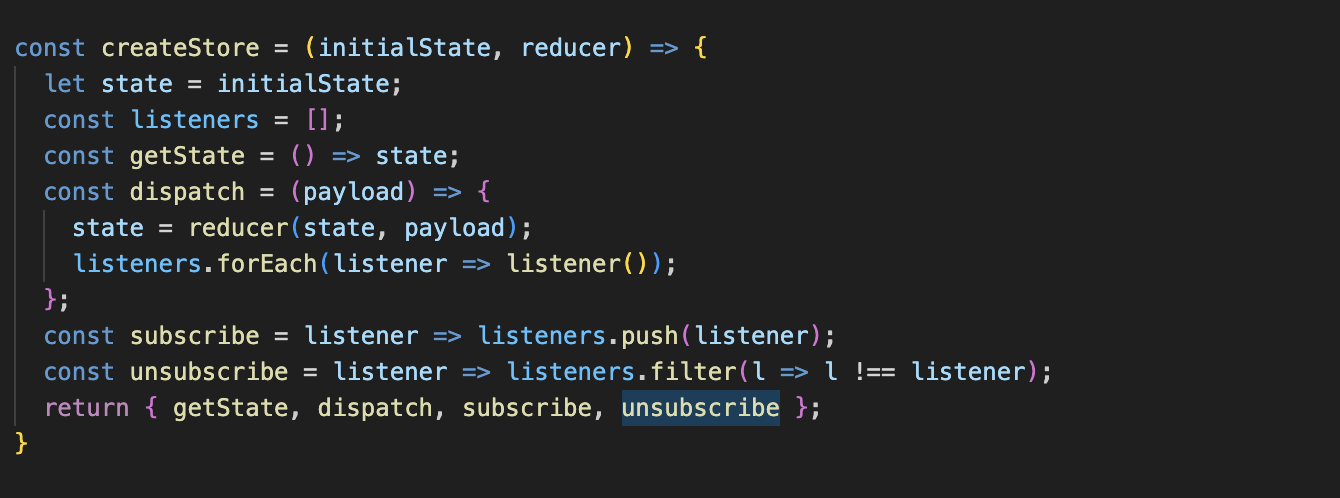 const createStore = (initialState, reducer) => {
  let state = initialState;
  const listeners = [];
  const getState = () => state;
  const dispatch = (payload) => {
    state = reducer(state, payload);
    listeners.forEach(listener => listener());
  };
  const subscribe = listener => listeners.push(listener);
  const unsubscribe = listener => listeners.filter(l => l !== listener);
  return { getState, dispatch, subscribe, unsubscribe };
}